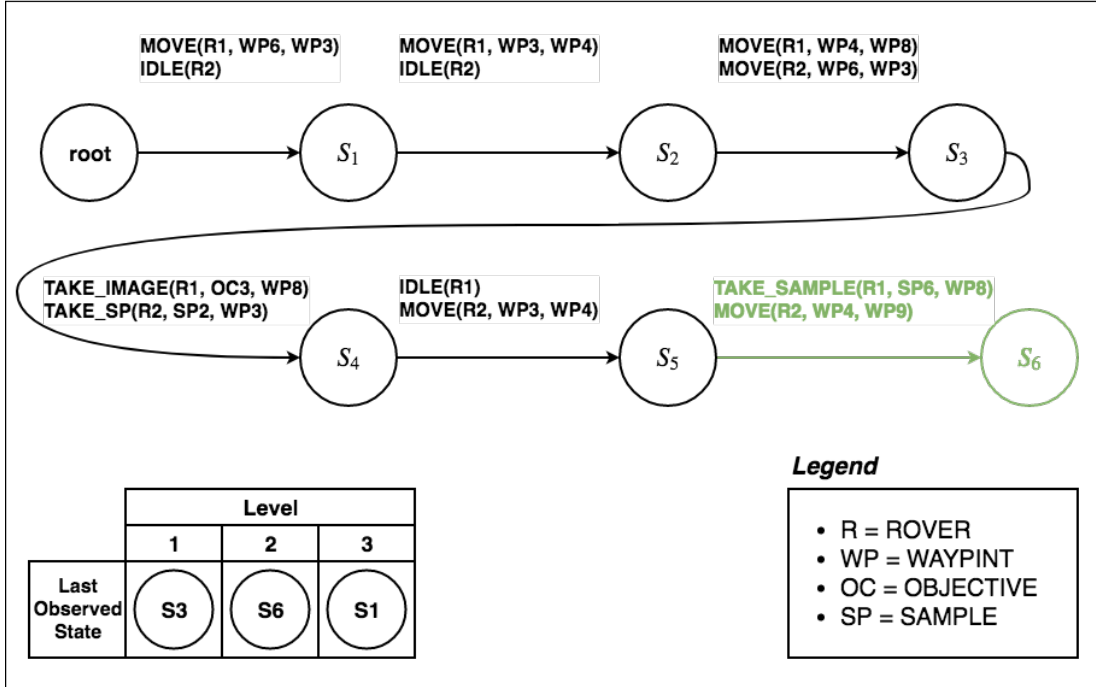 MOVE(R1, WP6, WP3)
IDLE(R2)
MOVE(R1, WP3, WP4)
IDLE(R2)
MOVE(R1, WP4, WP8)
MOVE(R2, WP6, WP3)
root
S1
S2
S3
TAKE_IMAGE(R1, OC3, WP8)
TAKE_SP(R2, SP2, WP3)
IDLE(R1)
MOVE(R2, WP3, WP4)
TAKE_SAMPLE(R1, SP6, WP8)
MOVE(R2, WP4, WP9)
S4
S5
S6
Level
1 2 3
Last
Observed
State
S3 S6 S1
Legend
• R = ROVER
• WP = WAYPINT
• OC = OBJECTIVE
• SP = SAMPLE